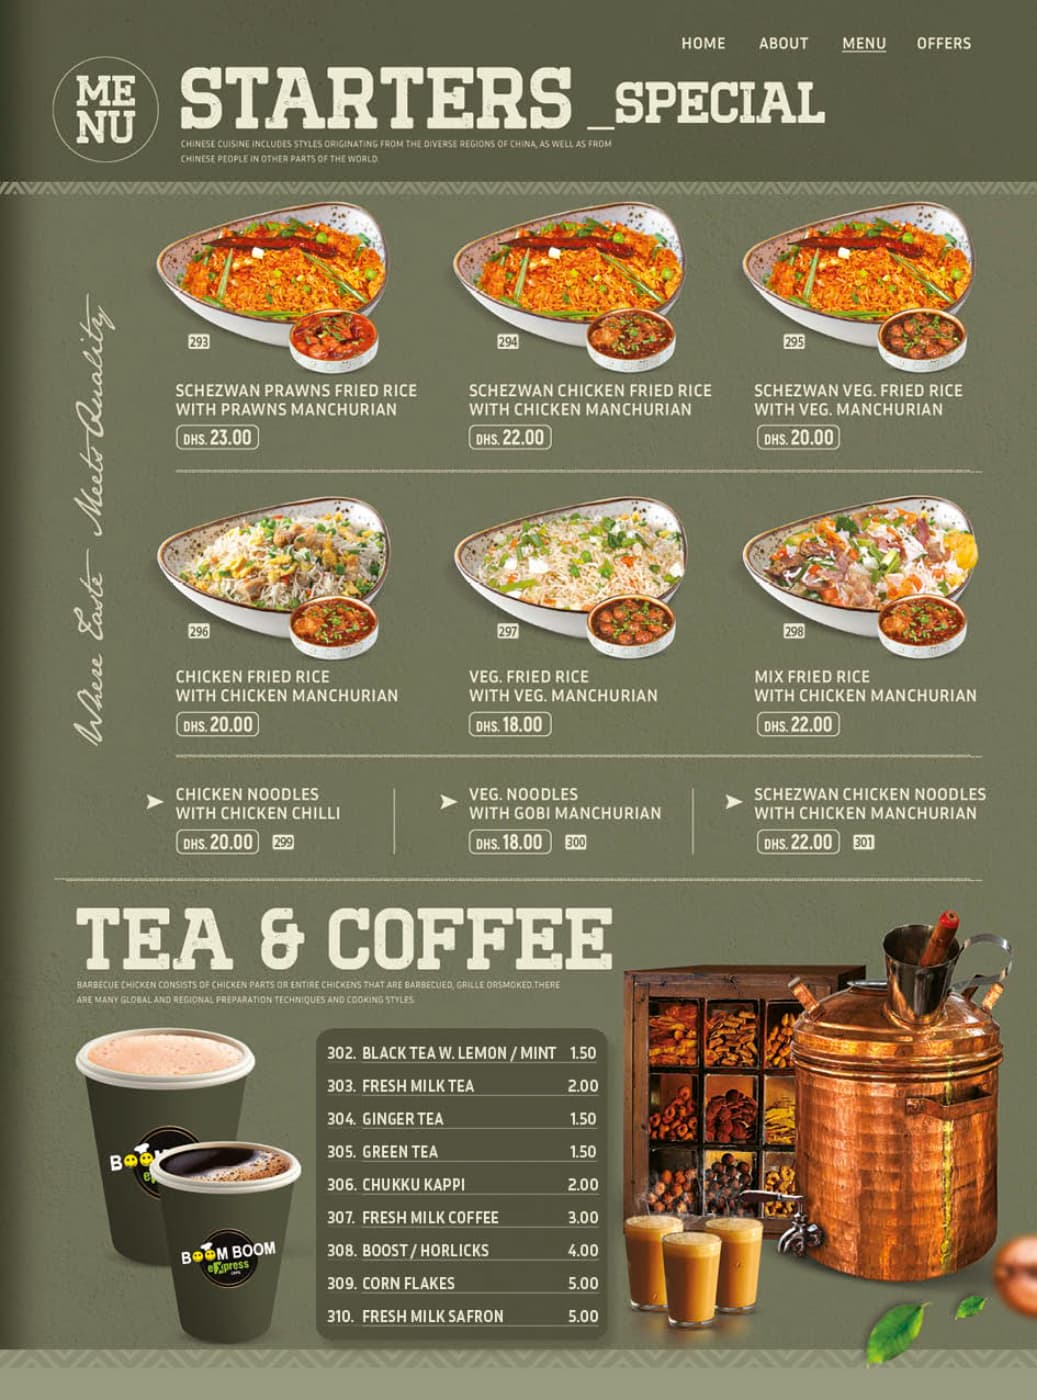 HOME ABOUT MENU OFFERS
ME
NU
STARTERS _SPECIAL
CHINESE CUISINE INCLUDES STYLES ORIGINATING FROM THE DIVERSE REGIONS OF CHINA, AS WELL AS FROM
CHINESE PEOPLE IN OTHER PARTS OF THE WORLD.
Where Taste Meets Quality
293
SCHEZWAN PRAWNS FRIED RICE
WITH PRAWNS MANCHURIAN
DHS. 23.00
294
SCHEZWAN CHICKEN FRIED RICE
WITH CHICKEN MANCHURIAN
DHS. 22.00
295
SCHEZWAN VEG. FRIED RICE
WITH VEG. MANCHURIAN
DHS. 20.00
296
CHICKEN FRIED RICE
WITH CHICKEN MANCHURIAN
DHS. 20.00
297
VEG. FRIED RICE
WITH VEG. MANCHURIAN
DHS. 18.00
298
MIX FRIED RICE
WITH CHICKEN MANCHURIAN
DHS. 22.00
CHICKEN NOODLES
WITH CHICKEN CHILLI
DHS. 20.00 299
VEG. NOODLES
WITH GOBI MANCHURIAN
DHS. 18.00 300
SCHEZWAN CHICKEN NOODLES
WITH CHICKEN MANCHURIAN
DHS. 22.00 301
TEA & COFFEE
BARBECUE CHICKEN CONSISTS OF CHICKEN PARTS OR ENTIRE CHICKENS THAT ARE BARBECUED, GRILLE ORSMOKED.THERE
ARE MANY GLOBAL AND REGIONAL PREPARATION TECHNIQUES AND COOKING STYLES.
302. BLACK TEA W. LEMON / MINT 1.50
303. FRESH MILK TEA 2.00
304. GINGER TEA 1.50
305. GREEN TEA 1.50
306. CHUKKU KAPPI 2.00
307. FRESH MILK COFFEE 3.00
308. BOOST / HORLICKS 4.00
309. CORN FLAKES 5.00
310. FRESH MILK SAFRON 5.00
BOOM BOOM
express